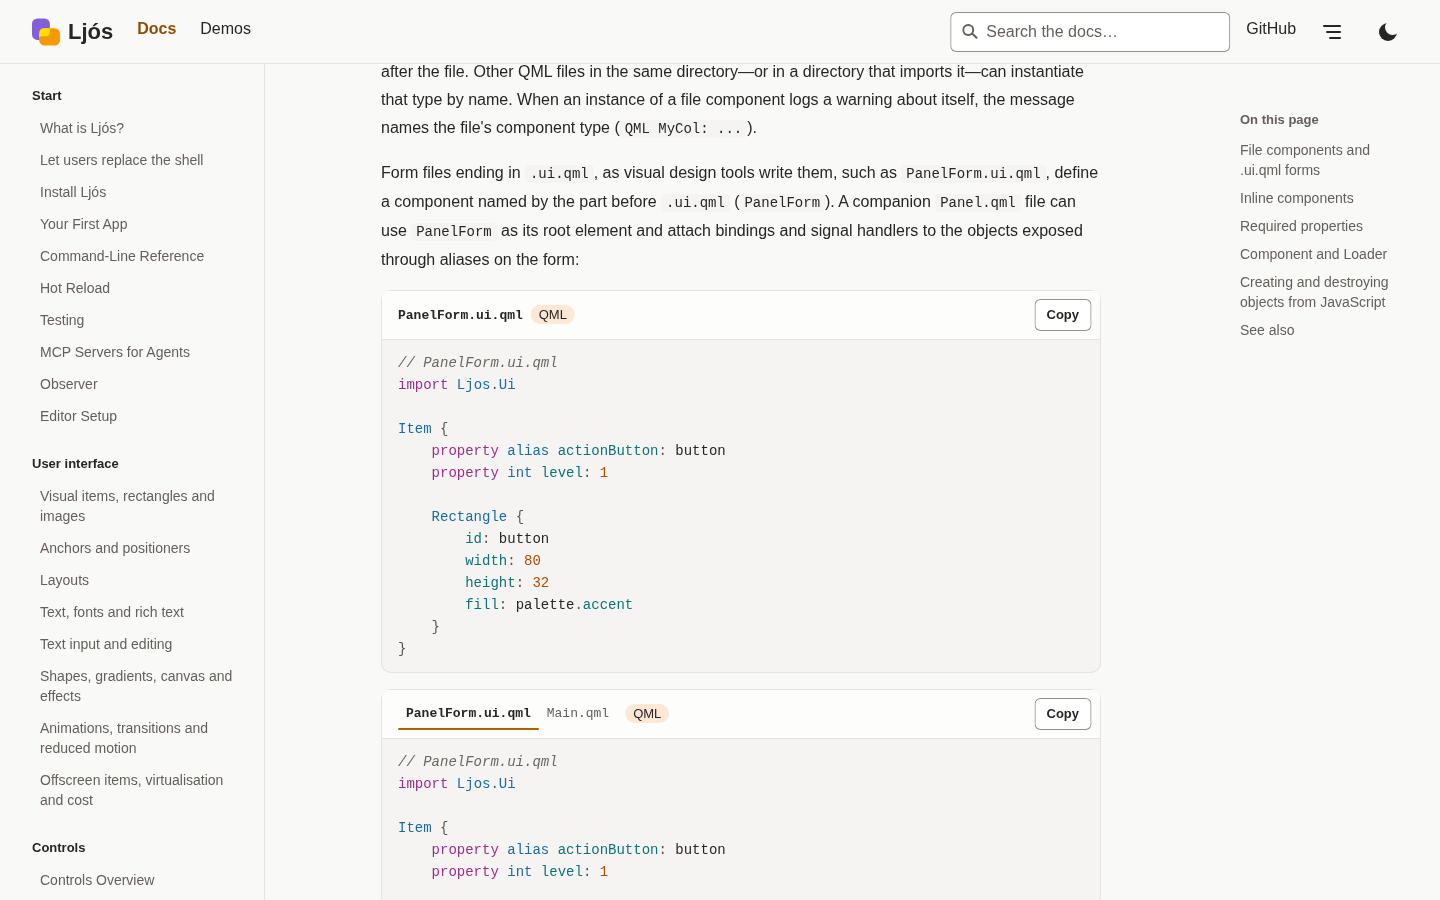 Ljós
Docs
Demos
Search the docs…
GitHub
Start
What is Ljós?
Let users replace the shell
Install Ljós
Your First App
Command-Line Reference
Hot Reload
Testing
MCP Servers for Agents
Observer
Editor Setup
User interface
Visual items, rectangles and
images
Anchors and positioners
Layouts
Text, fonts and rich text
Text input and editing
Shapes, gradients, canvas and
effects
Animations, transitions and
reduced motion
Offscreen items, virtualisation
and cost
Controls
Controls Overview
after the file. Other QML files in the same directory—or in a directory that imports it—can instantiate
that type by name. When an instance of a file component logs a warning about itself, the message
names the file's component type ( QML MyCol: ... ).
Form files ending in .ui.qml , as visual design tools write them, such as PanelForm.ui.qml , define
a component named by the part before .ui.qml ( PanelForm ). A companion Panel.qml file can
use PanelForm as its root element and attach bindings and signal handlers to the objects exposed
through aliases on the form:
PanelForm.ui.qml QML
Copy
// PanelForm.ui.qml
import Ljos.Ui
Item {
    property alias actionButton: button
    property int level: 1
    Rectangle {
        id: button
        width: 80
        height: 32
        fill: palette.accent
    }
}
PanelForm.ui.qml Main.qml QML
Copy
// PanelForm.ui.qml
import Ljos.Ui
Item {
    property alias actionButton: button
    property int level: 1
On this page
File components and
.ui.qml forms
Inline components
Required properties
Component and Loader
Creating and destroying
objects from JavaScript
See also